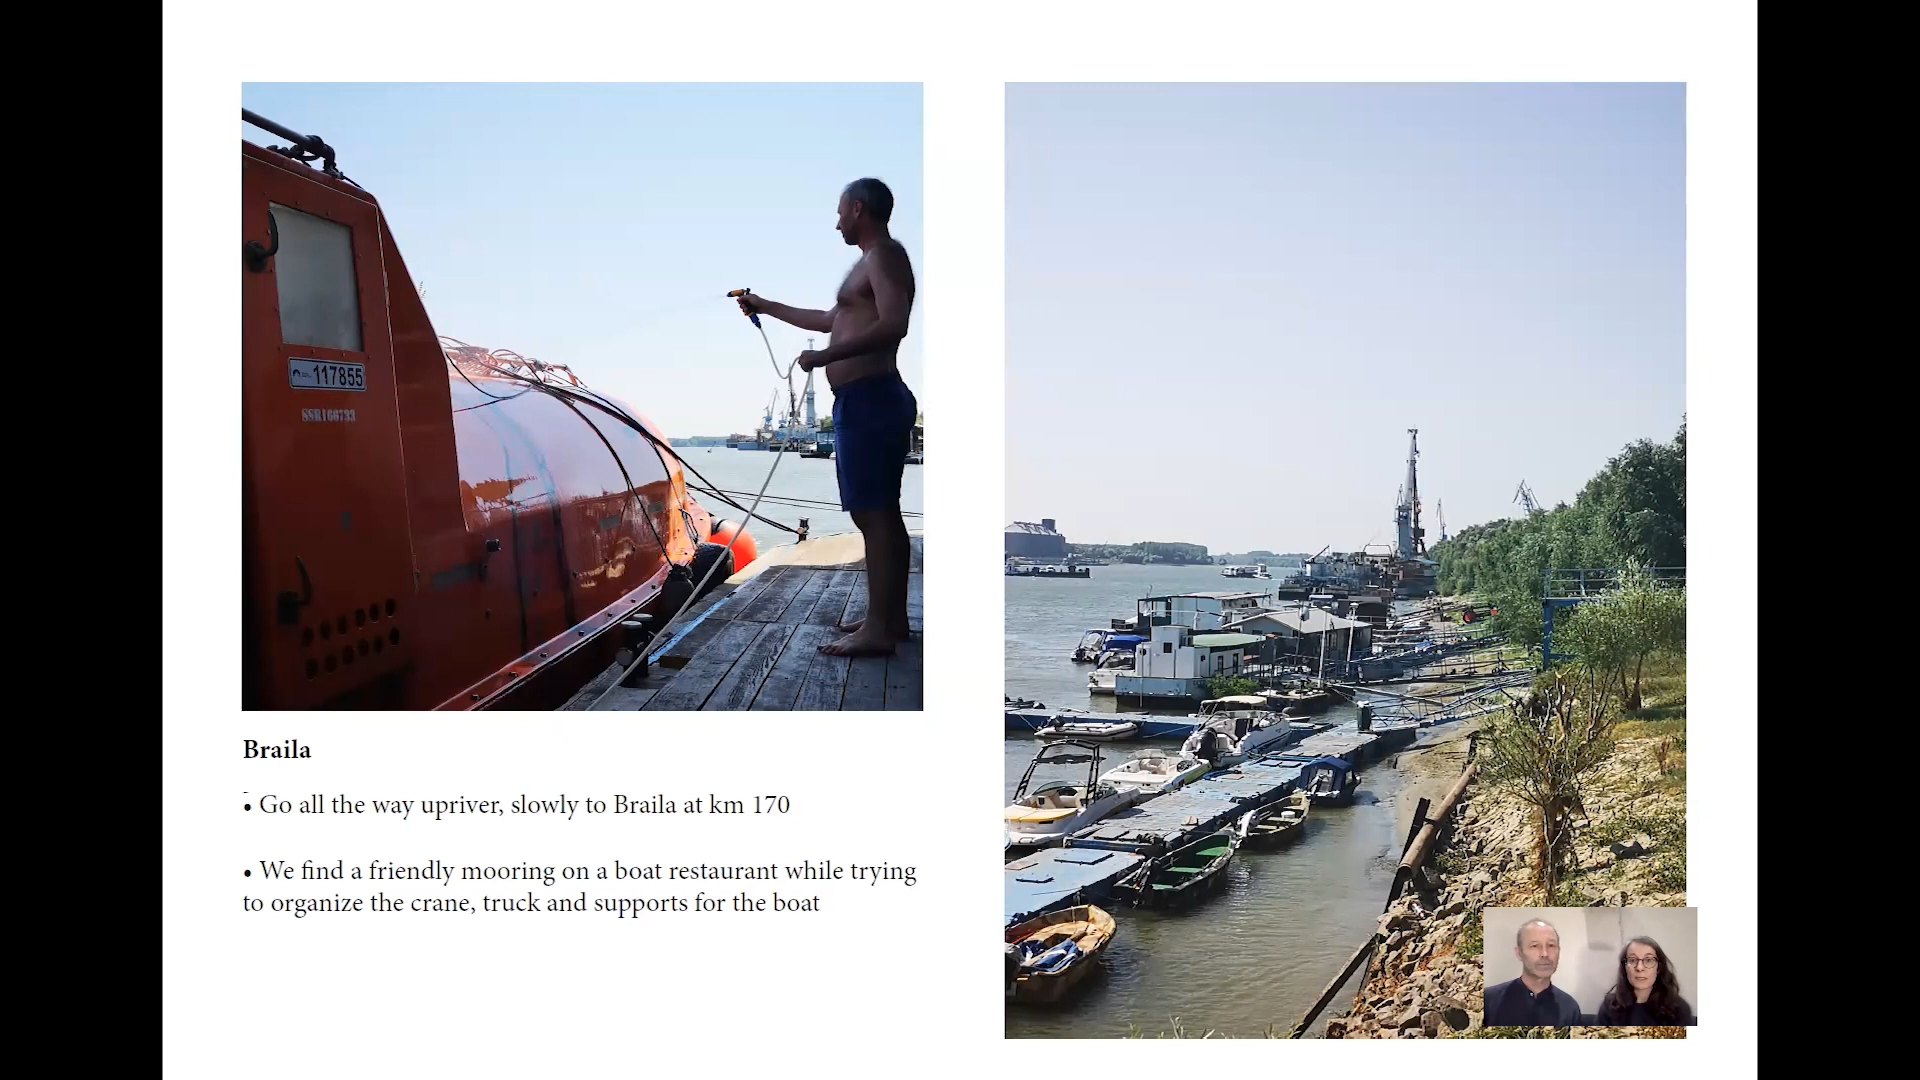 117855
SSR166733
Braila
• Go all the way upriver, slowly to Braila at km 170
• We find a friendly mooring on a boat restaurant while trying
to organize the crane, truck and supports for the boat